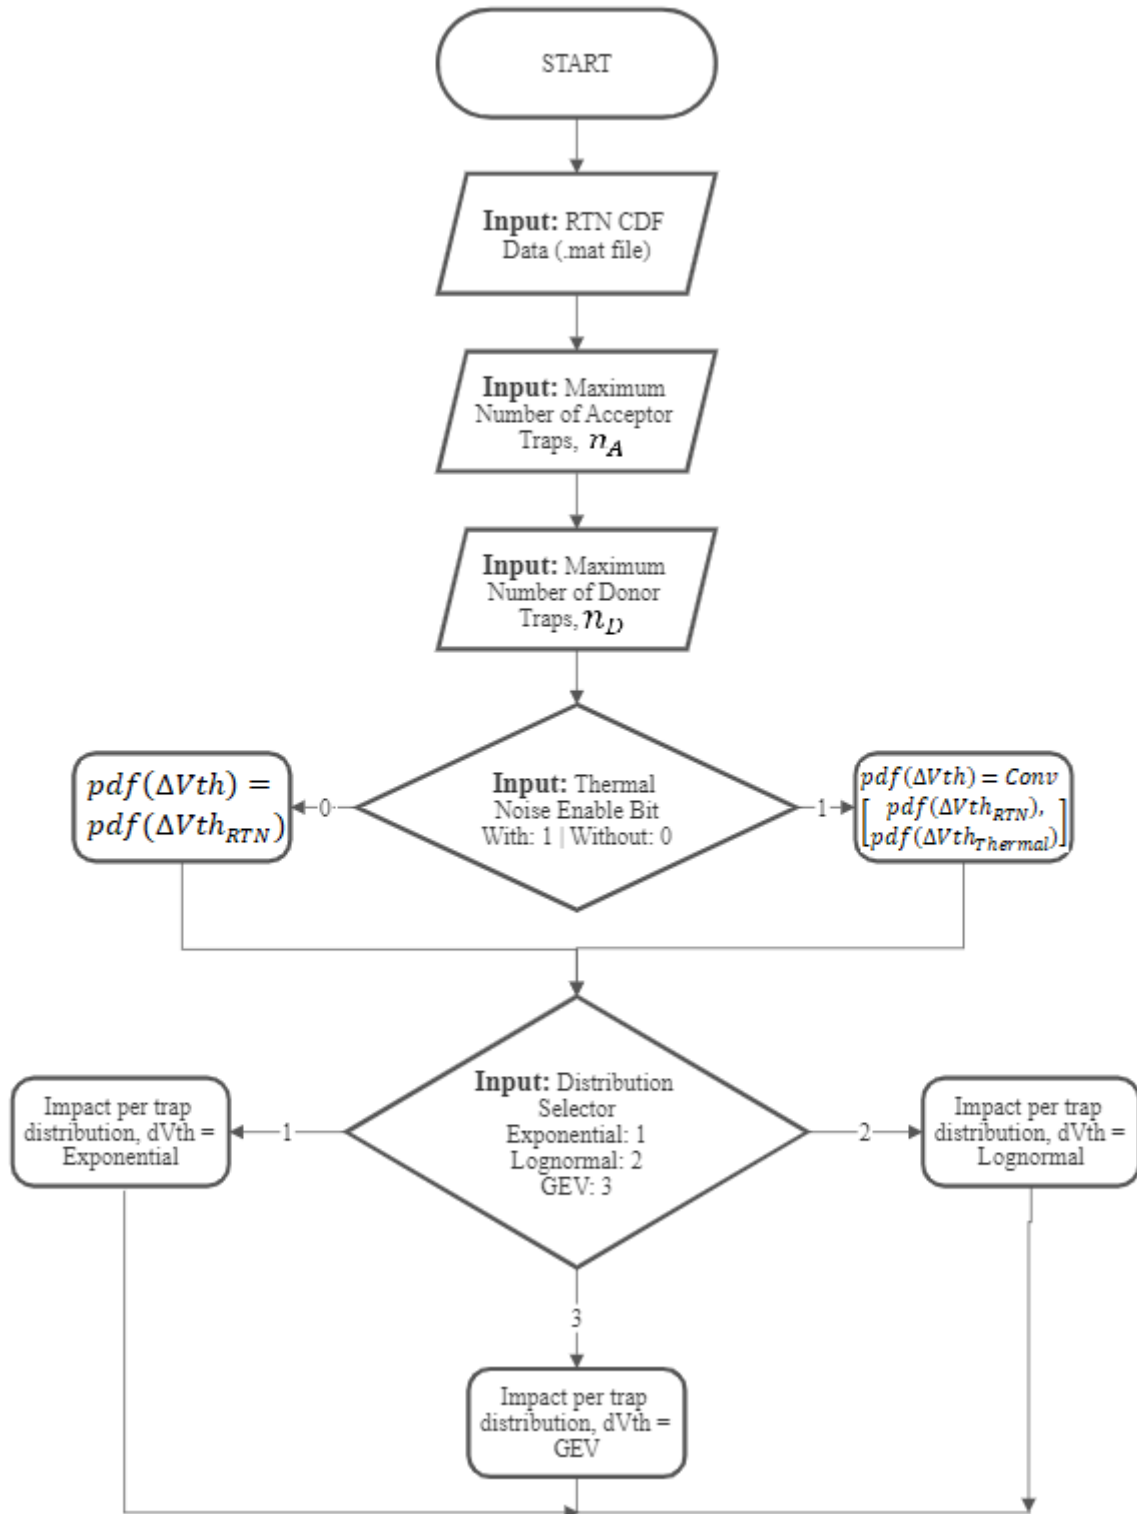 START
Input: RTN CDF
Data (.mat file)
Input: Maximum
Number of Acceptor
Traps, n_A
Input: Maximum
Number of Donor
Traps, n_D
pdf(ΔVth) =
pdf(ΔVth_RTN)
0
Input: Thermal
Noise Enable Bit
With: 1 | Without: 0
1
pdf(ΔVth) = Conv
[pdf(ΔVth_RTN),
pdf(ΔVth_Thermal)]
Impact per trap
distribution, dVth =
Exponential
1
Input: Distribution
Selector
Exponential: 1
Lognormal: 2
GEV: 3
2
Impact per trap
distribution, dVth =
Lognormal
3
Impact per trap
distribution, dVth =
GEV